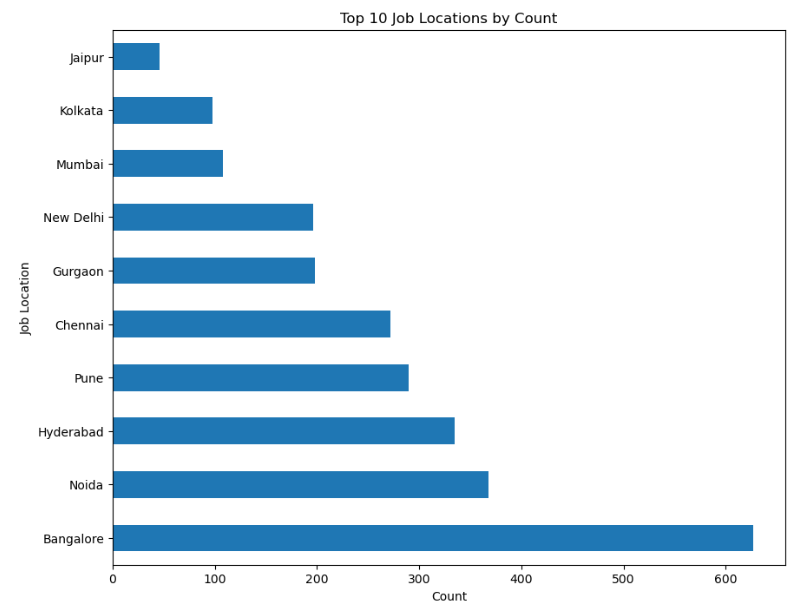 Top 10 Job Locations by Count
Job Location
Jaipur
Kolkata
Mumbai
New Delhi
Gurgaon
Chennai
Pune
Hyderabad
Noida
Bangalore
0 100 200 300 400 500 600
Count